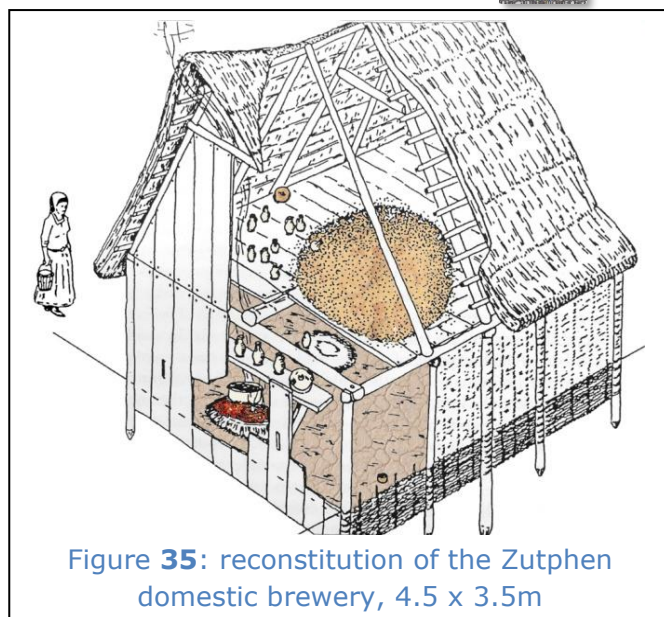 Figure 35: reconstitution of the Zutphen
domestic brewery, 4.5 x 3.5m